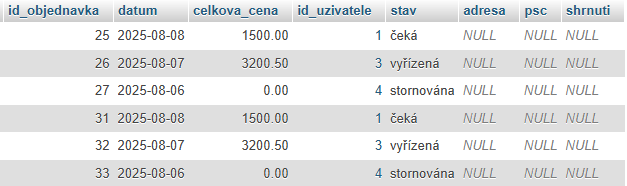 id_objednavka datum celkova_cena id_uzivatele stav adresa psc shrnuti
25 2025-08-08 1500.00 1 čeká NULL NULL NULL
26 2025-08-07 3200.50 3 vyřízená NULL NULL NULL
27 2025-08-06 0.00 4 stornována NULL NULL NULL
31 2025-08-08 1500.00 1 čeká NULL NULL NULL
32 2025-08-07 3200.50 3 vyřízená NULL NULL NULL
33 2025-08-06 0.00 4 stornována NULL NULL NULL